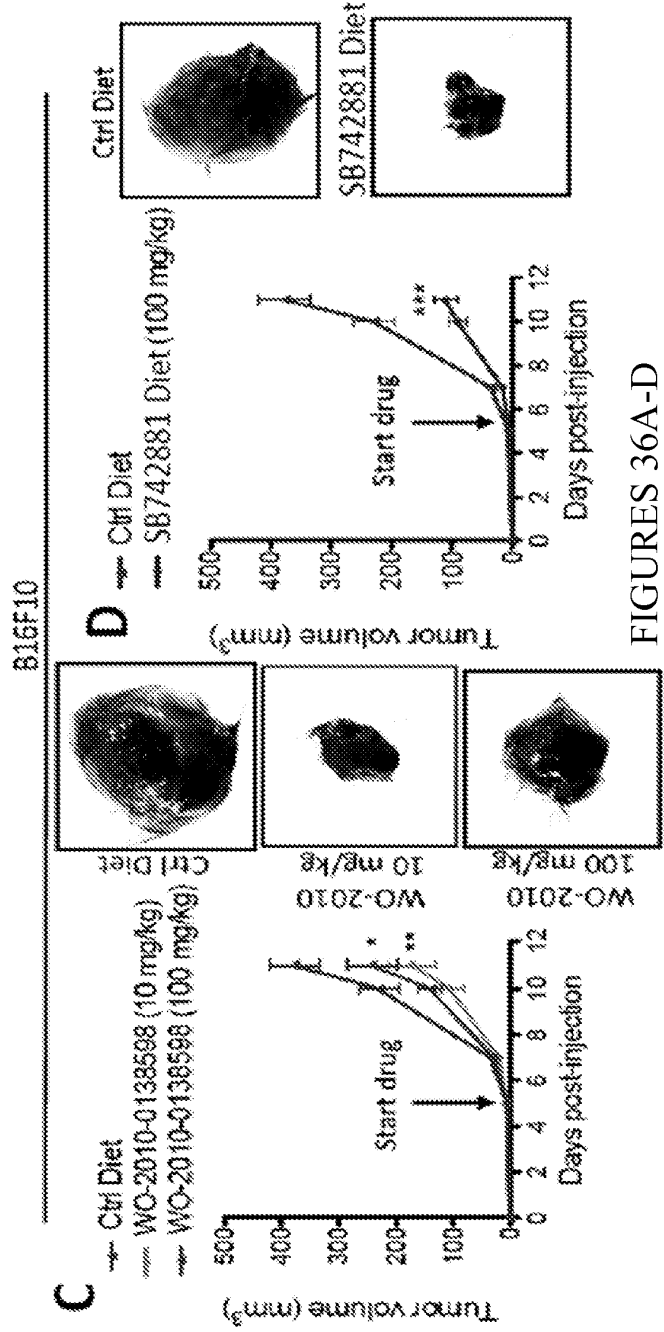 B16F10
C
Ctrl Diet
WO-2010-0138598 (10 mg/kg)
WO-2010-0138598 (100 mg/kg)
Tumor volume (mm³)
500
400
300
200
100
0
Start drug
*
**
0 2 4 6 8 10 12
Days post-injection
Ctrl Diet
WO-2010
10 mg/kg
WO-2010
100 mg/kg
D
Ctrl Diet
SB742881 Diet (100 mg/kg)
Tumor volume (mm³)
500
400
300
200
100
0
Start drug
***
0 2 4 6 8 10 12
Days post-injection
Ctrl Diet
SB742881 Diet
FIGURES 36A-D